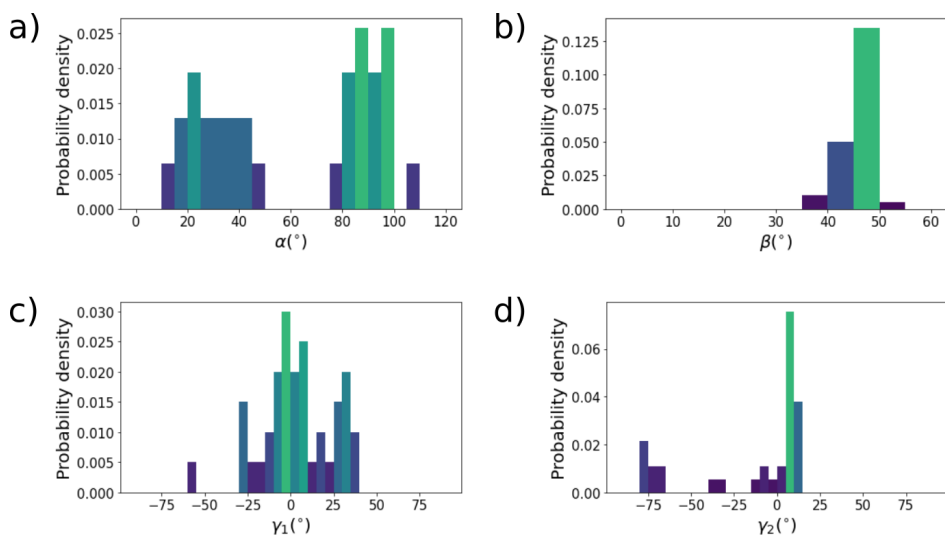 a)
Probability density
0.025
0.020
0.015
0.010
0.005
0.000
0 20 40 60 80 100 120
α(°)
b)
Probability density
0.125
0.100
0.075
0.050
0.025
0.000
0 10 20 30 40 50 60
β(°)
c)
Probability density
0.030
0.025
0.020
0.015
0.010
0.005
0.000
−75 −50 −25 0 25 50 75
γ₁(°)
d)
Probability density
0.06
0.04
0.02
0.00
−75 −50 −25 0 25 50 75
γ₂(°)